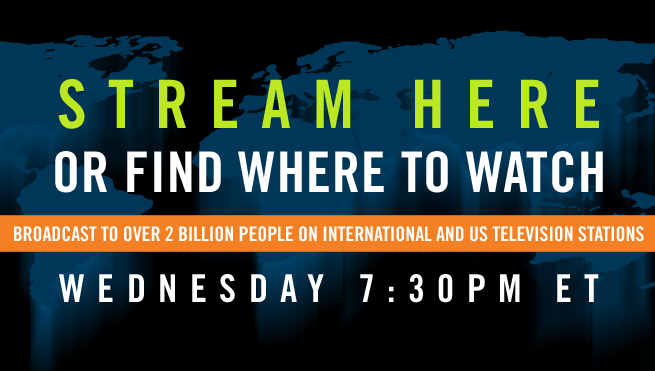 STREAM HERE
OR FIND WHERE TO WATCH
BROADCAST TO OVER 2 BILLION PEOPLE ON INTERNATIONAL AND US TELEVISION STATIONS
WEDNESDAY 7:30PM ET